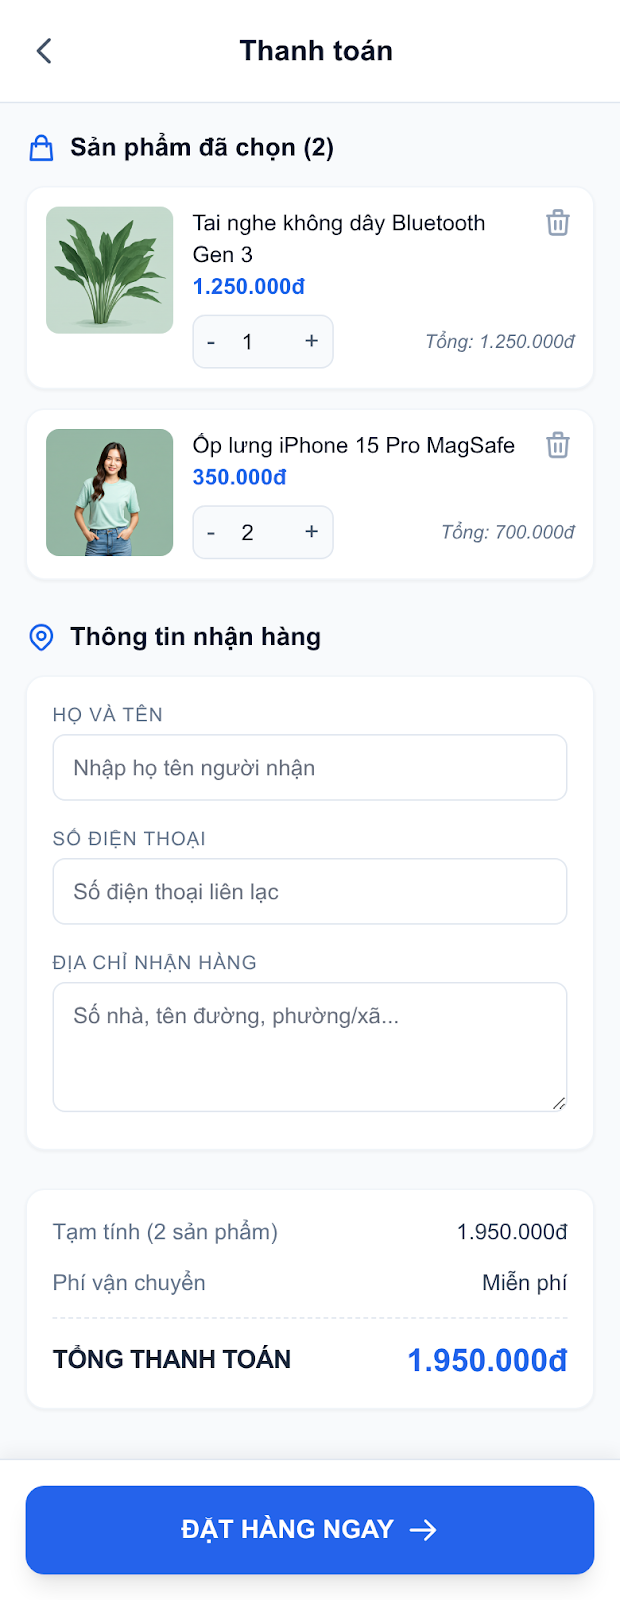 Thanh toán
Sản phẩm đã chọn (2)
Tai nghe không dây Bluetooth
Gen 3
1.250.000đ
- 1 +
Tổng: 1.250.000đ
Ốp lưng iPhone 15 Pro MagSafe
350.000đ
- 2 +
Tổng: 700.000đ
Thông tin nhận hàng
HỌ VÀ TÊN
Nhập họ tên người nhận
SỐ ĐIỆN THOẠI
Số điện thoại liên lạc
ĐỊA CHỈ NHẬN HÀNG
Số nhà, tên đường, phường/xã...
Tạm tính (2 sản phẩm) 1.950.000đ
Phí vận chuyển Miễn phí
TỔNG THANH TOÁN 1.950.000đ
ĐẶT HÀNG NGAY →